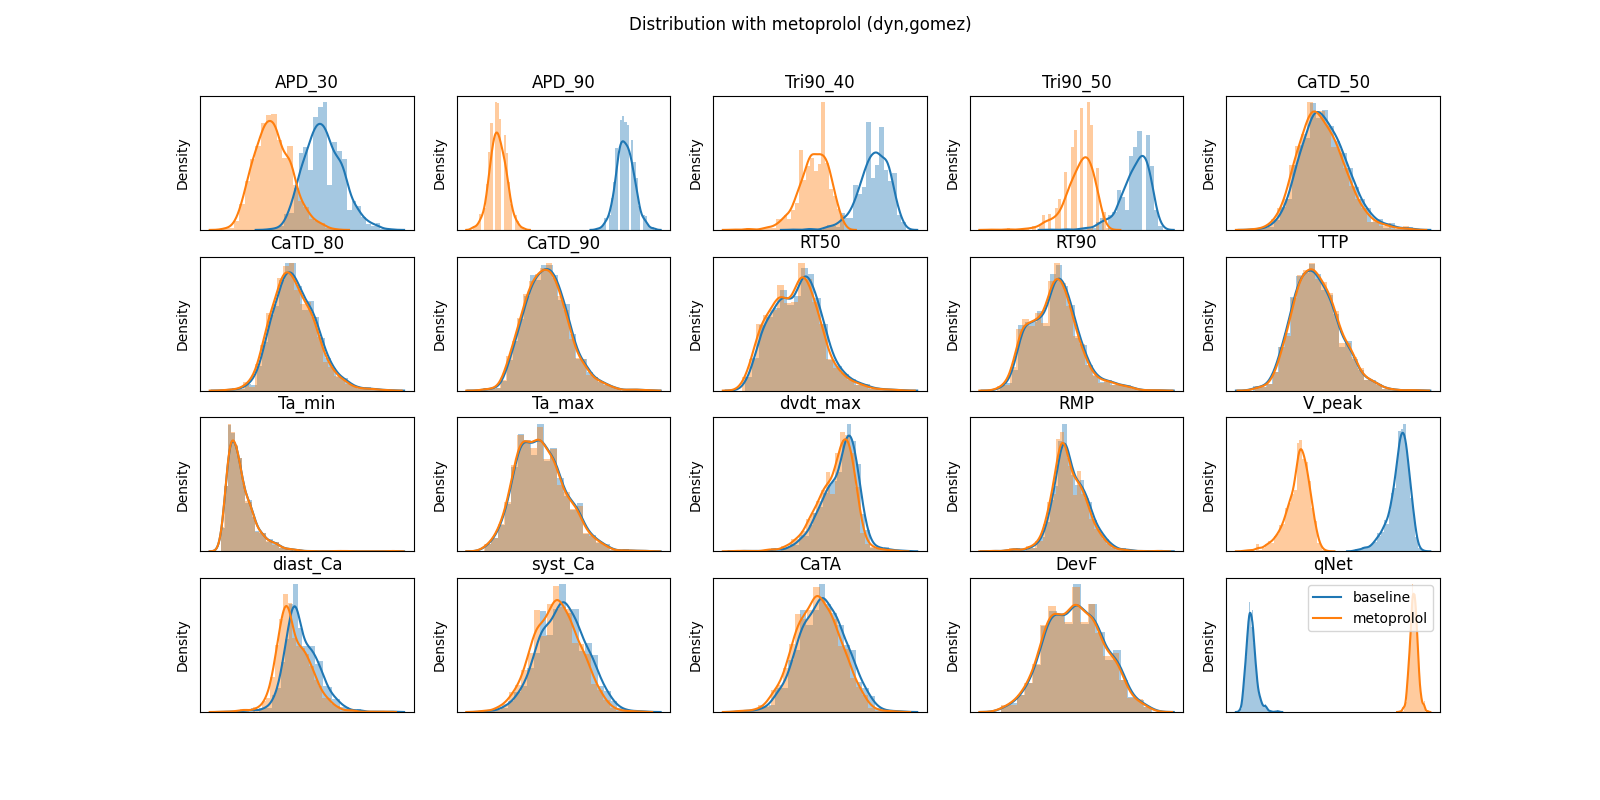 Distribution with metoprolol (dyn,gomez)
APD_30
APD_90
Tri90_40
Tri90_50
CaTD_50
Density
Density
Density
Density
Density
CaTD_80
CaTD_90
RT50
RT90
TTP
Density
Density
Density
Density
Density
Ta_min
Ta_max
dvdt_max
RMP
V_peak
Density
Density
Density
Density
Density
diast_Ca
syst_Ca
CaTA
DevF
qNet
Density
Density
Density
Density
Density
baseline
metoprolol